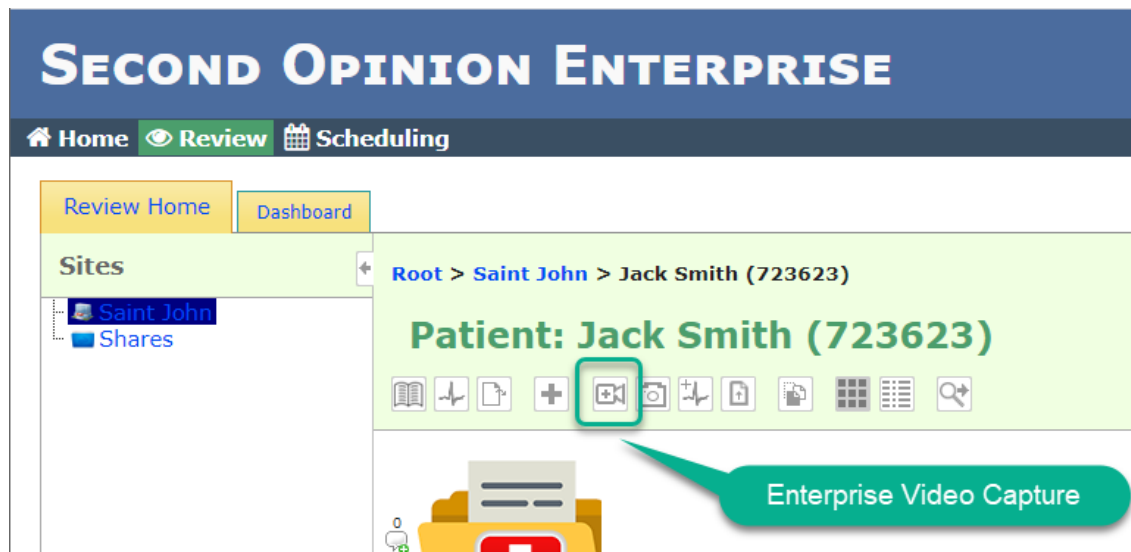 SECOND OPINION ENTERPRISE
Home Review Scheduling
Review Home Dashboard
Sites
Root > Saint John > Jack Smith (723623)
Saint John
Shares
Patient: Jack Smith (723623)
Enterprise Video Capture
0